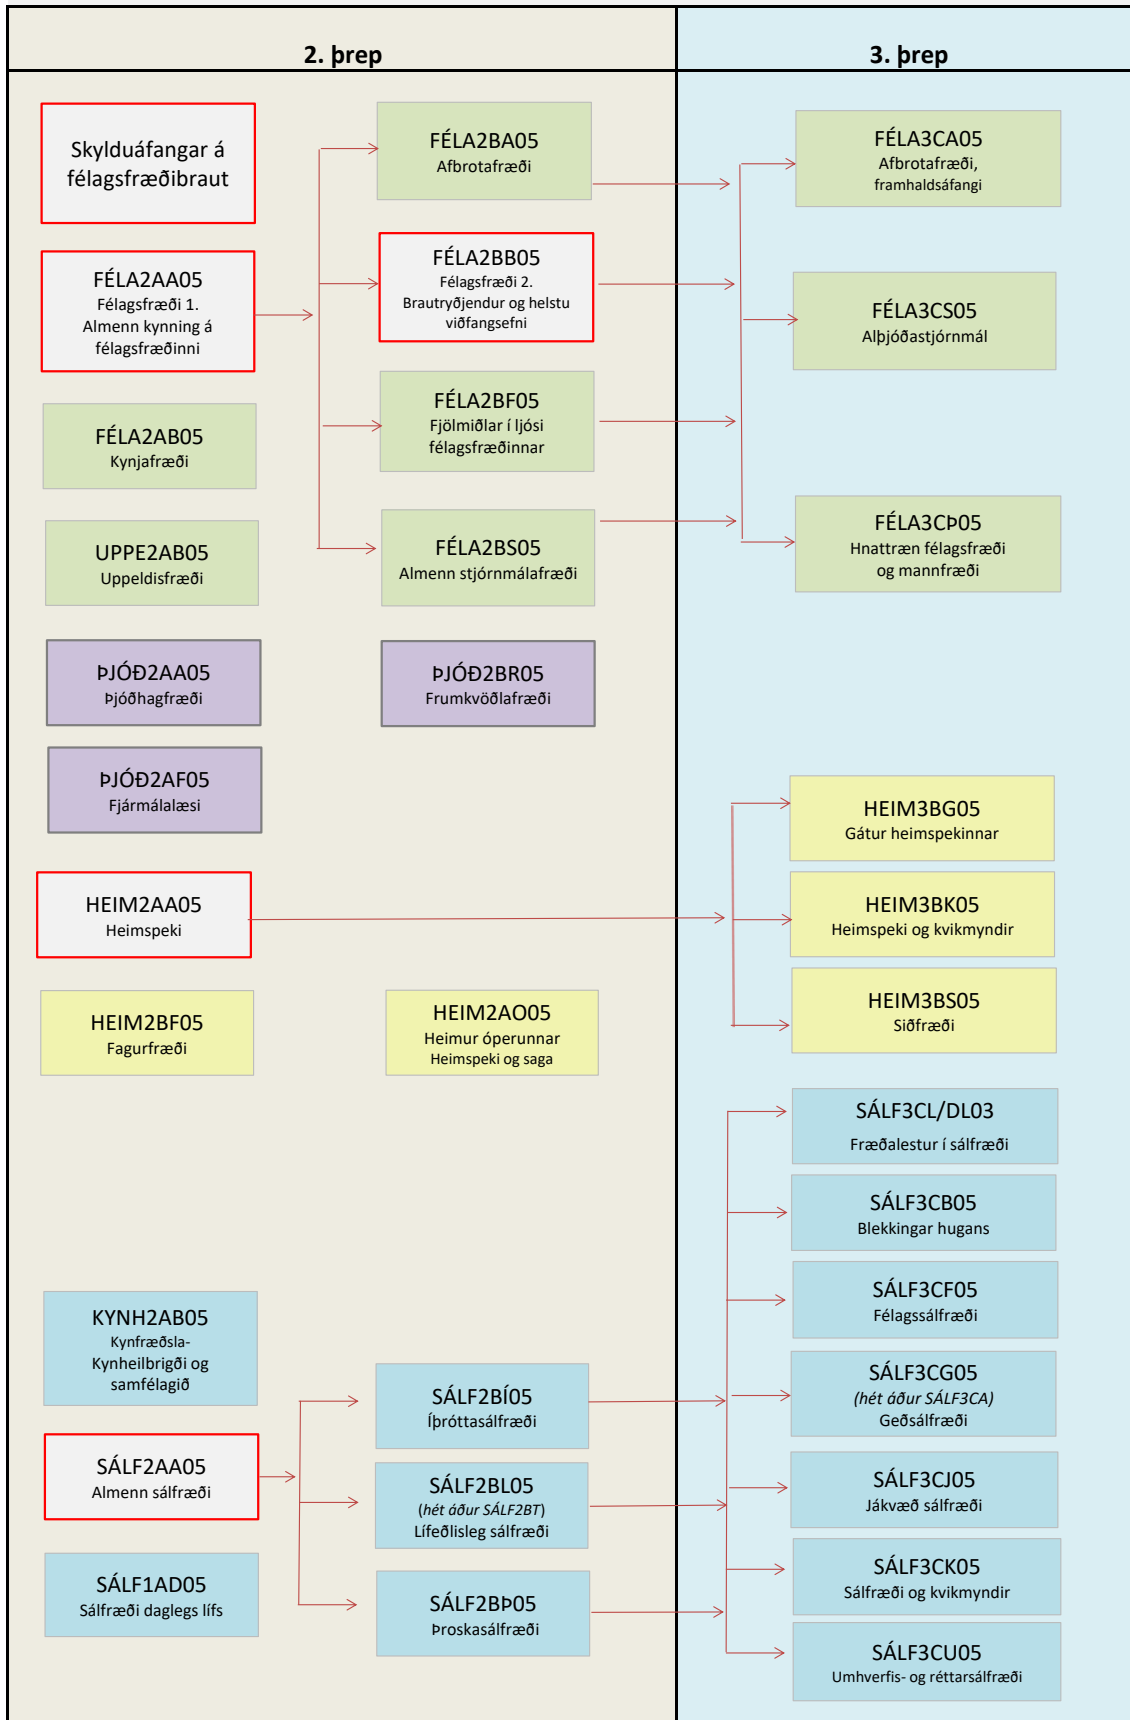 2. þrep
3. þrep
Skylduáfangar á
félagsfræðibraut
FÉLA2AA05
Félagsfræði 1.
Almenn kynning á
félagsfræðinni
FÉLA2AB05
Kynjafræði
UPPE2AB05
Uppeldisfræði
ÞJÓÐ2AA05
Þjóðhagfræði
ÞJÓÐ2AF05
Fjármálalæsi
HEIM2AA05
Heimspeki
HEIM2BF05
Fagurfræði
KYNH2AB05
Kynfræðsla-
Kynheilbrigði og
samfélagið
SÁLF2AA05
Almenn sálfræði
SÁLF1AD05
Sálfræði daglegs lífs
FÉLA2BA05
Afbrotafræði
FÉLA2BB05
Félagsfræði 2.
Brautryðjendur og helstu
viðfangsefni
FÉLA2BF05
Fjölmiðlar í ljósi
félagsfræðinnar
FÉLA2BS05
Almenn stjórnmálafræði
ÞJÓÐ2BR05
Frumkvöðlafræði
HEIM2AO05
Heimur óperunnar
Heimspeki og saga
SÁLF2BÍ05
Íþróttasálfræði
SÁLF2BL05
(hét áður SÁLF2BT)
Lífeðlisleg sálfræði
SÁLF2BÞ05
Þroskasálfræði
FÉLA3CA05
Afbrotafræði,
framhaldsáfangi
FÉLA3CS05
Alþjóðastjórnmál
FÉLA3CÞ05
Hnattræn félagsfræði
og mannfræði
HEIM3BG05
Gátur heimspekinnar
HEIM3BK05
Heimspeki og kvikmyndir
HEIM3BS05
Siðfræði
SÁLF3CL/DL03
Fræðalestur í sálfræði
SÁLF3CB05
Blekkingar hugans
SÁLF3CF05
Félagssálfræði
SÁLF3CG05
(hét áður SÁLF3CA)
Geðsálfræði
SÁLF3CJ05
Jákvæð sálfræði
SÁLF3CK05
Sálfræði og kvikmyndir
SÁLF3CU05
Umhverfis- og réttarsálfræði